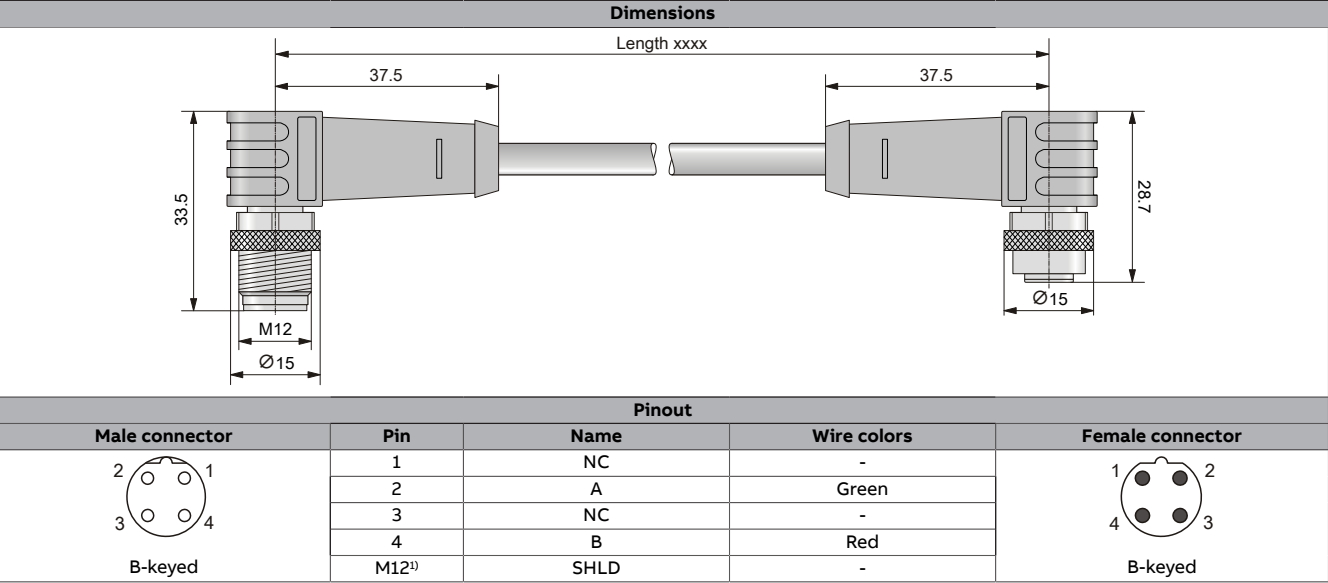 Dimensions
Length xxxx
37.5
37.5
33.5
28.7
M12
Ø15
Ø15
Pinout
Male connector Pin Name Wire colors Female connector
1 NC -
2 A Green
3 NC -
4 B Red
M12¹⁾ SHLD -
2 1
3 4
B-keyed
1 2
4 3
B-keyed